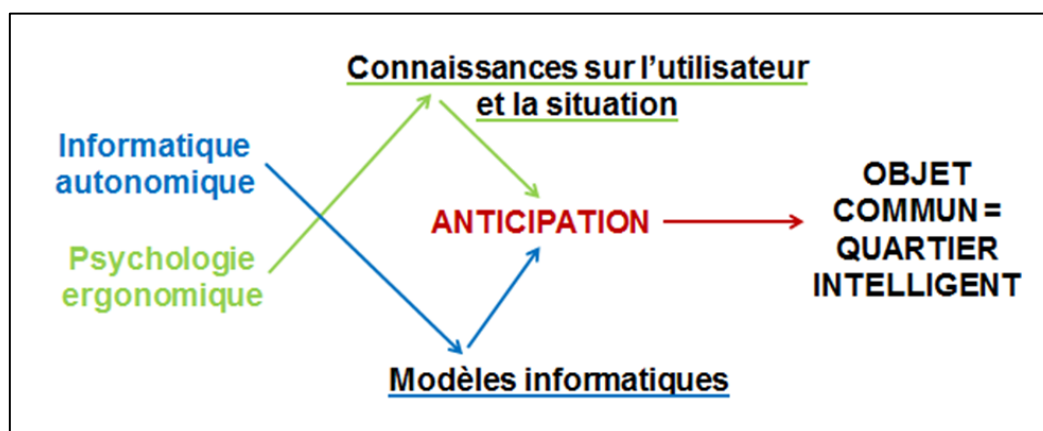 Connaissances sur l’utilisateur
et la situation
Informatique
autonomique
Psychologie
ergonomique
ANTICIPATION
OBJET
COMMUN =
QUARTIER
INTELLIGENT
Modèles informatiques